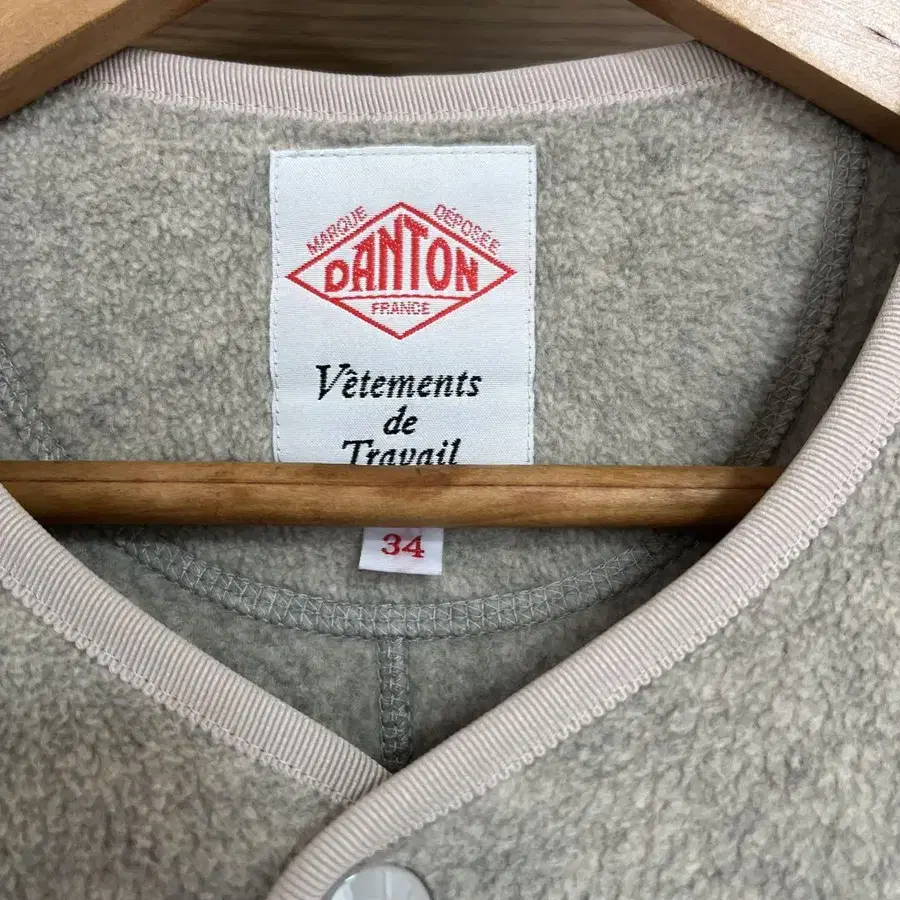 MARQUE DÉPOSÉE
DANTON
FRANCE
Vêtements
de
Travail
34